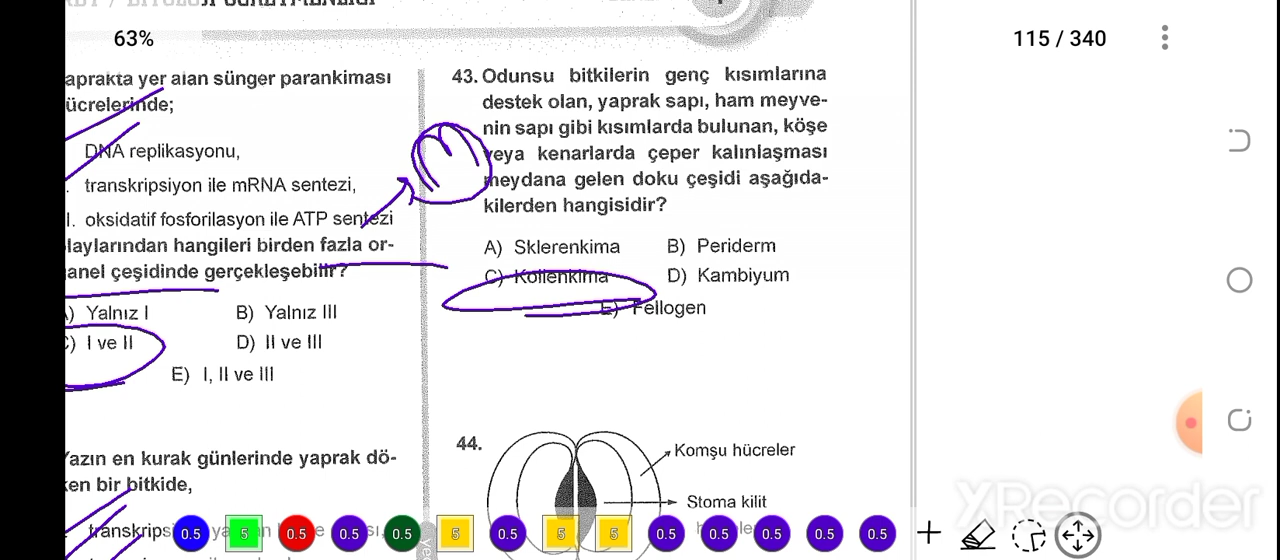 63%
115 / 340
aprakta yer alan sünger parankiması
ücrelerinde;
DNA replikasyonu,
. transkripsiyon ile mRNA sentezi,
I. oksidatif fosforilasyon ile ATP sentezi
laylarından hangileri birden fazla or-
anel çeşidinde gerçekleşebilir?
) Yalnız I
B) Yalnız III
C) I ve II
D) II ve III
E) I, II ve III
Yazın en kurak günlerinde yaprak dö-
ken bir bitkide,
43. Odunsu bitkilerin genç kısımlarına
destek olan, yaprak sapı, ham meyve-
nin sapı gibi kısımlarda bulunan, köşe
veya kenarlarda çeper kalınlaşması
meydana gelen doku çeşidi aşağıda-
kilerden hangisidir?
A) Sklerenkima
B) Periderm
C) Kollenkima
D) Kambiyum
E) Fellogen
44.
Komşu hücreler
Stoma kilit
0.5 5 0.5 0.5 0.5 5 0.5 5 5 0.5 0.5 0.5 0.5 0.5
XRecorder